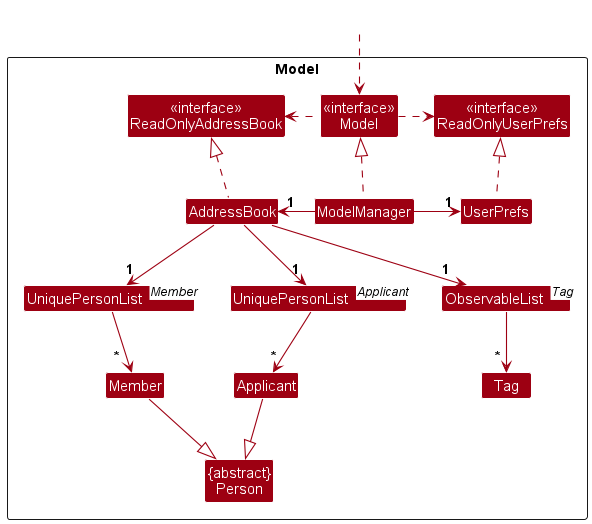 Model
«interface»
ReadOnlyAddressBook
«interface»
Model
«interface»
ReadOnlyUserPrefs
AddressBook
1
ModelManager
1
UserPrefs
1
1
1
UniquePersonList
Member
UniquePersonList
Applicant
ObservableList
Tag
*
*
*
Member
Applicant
Tag
{abstract}
Person